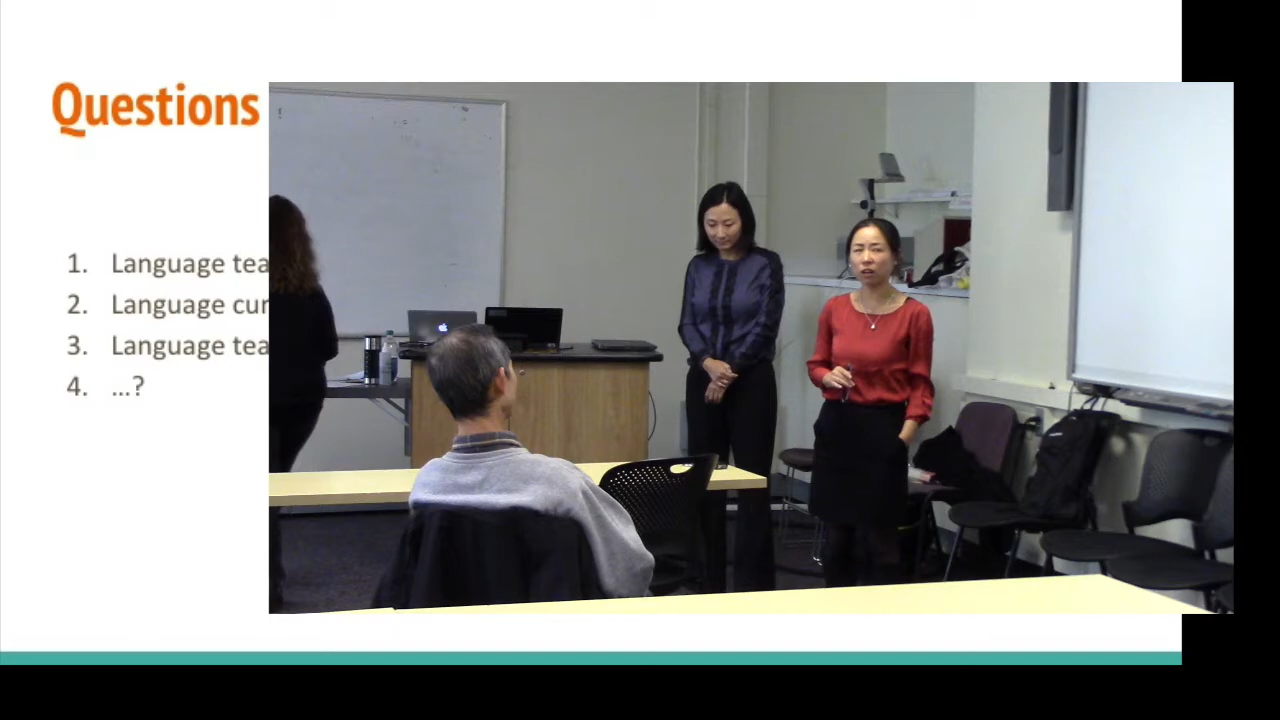 Questions
1. Language tea
2. Language cur
3. Language tea
4. ...?